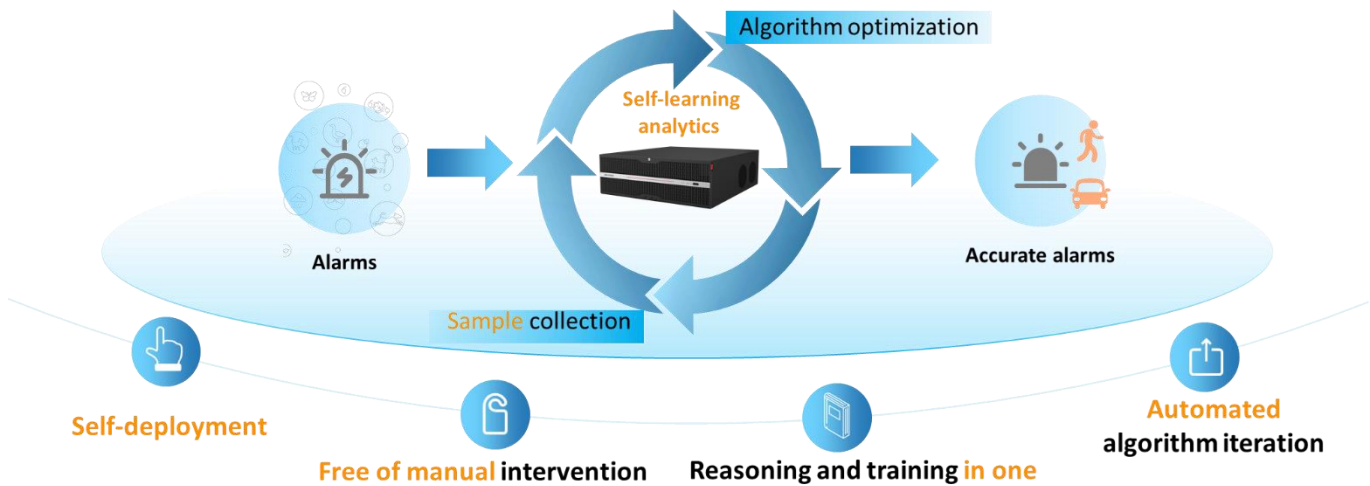 Algorithm optimization
Self-learning
analytics
Alarms
Accurate alarms
Sample collection
Self-deployment
Free of manual intervention
Reasoning and training in one
Automated
algorithm iteration